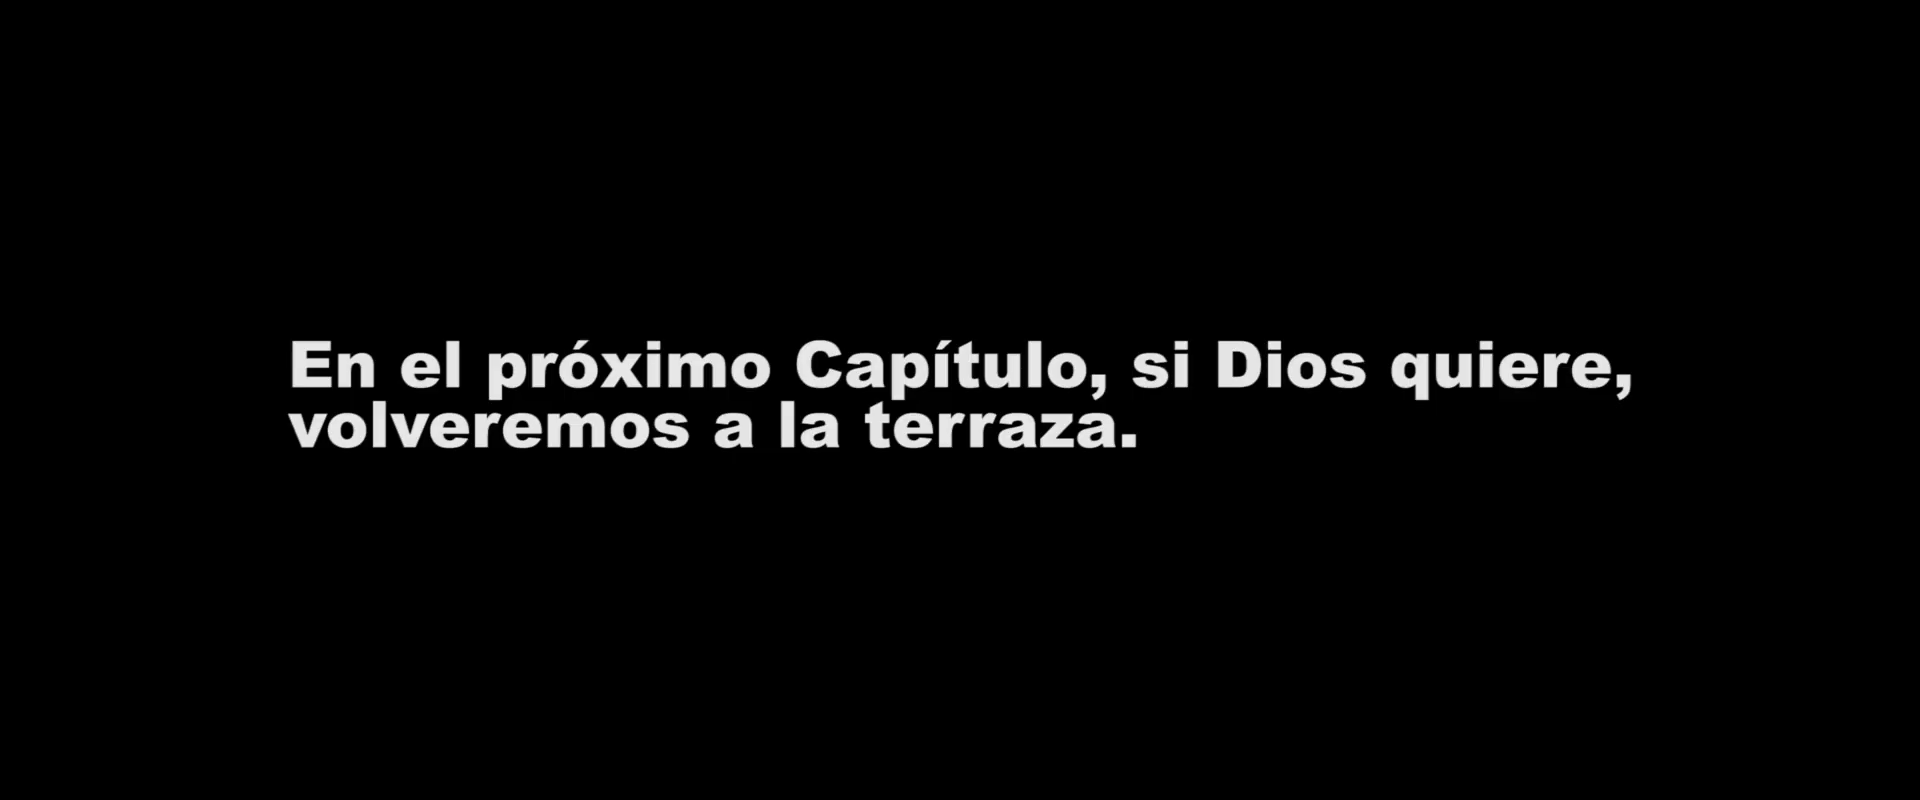 En el próximo Capítulo, si Dios quiere,
volveremos a la terraza.